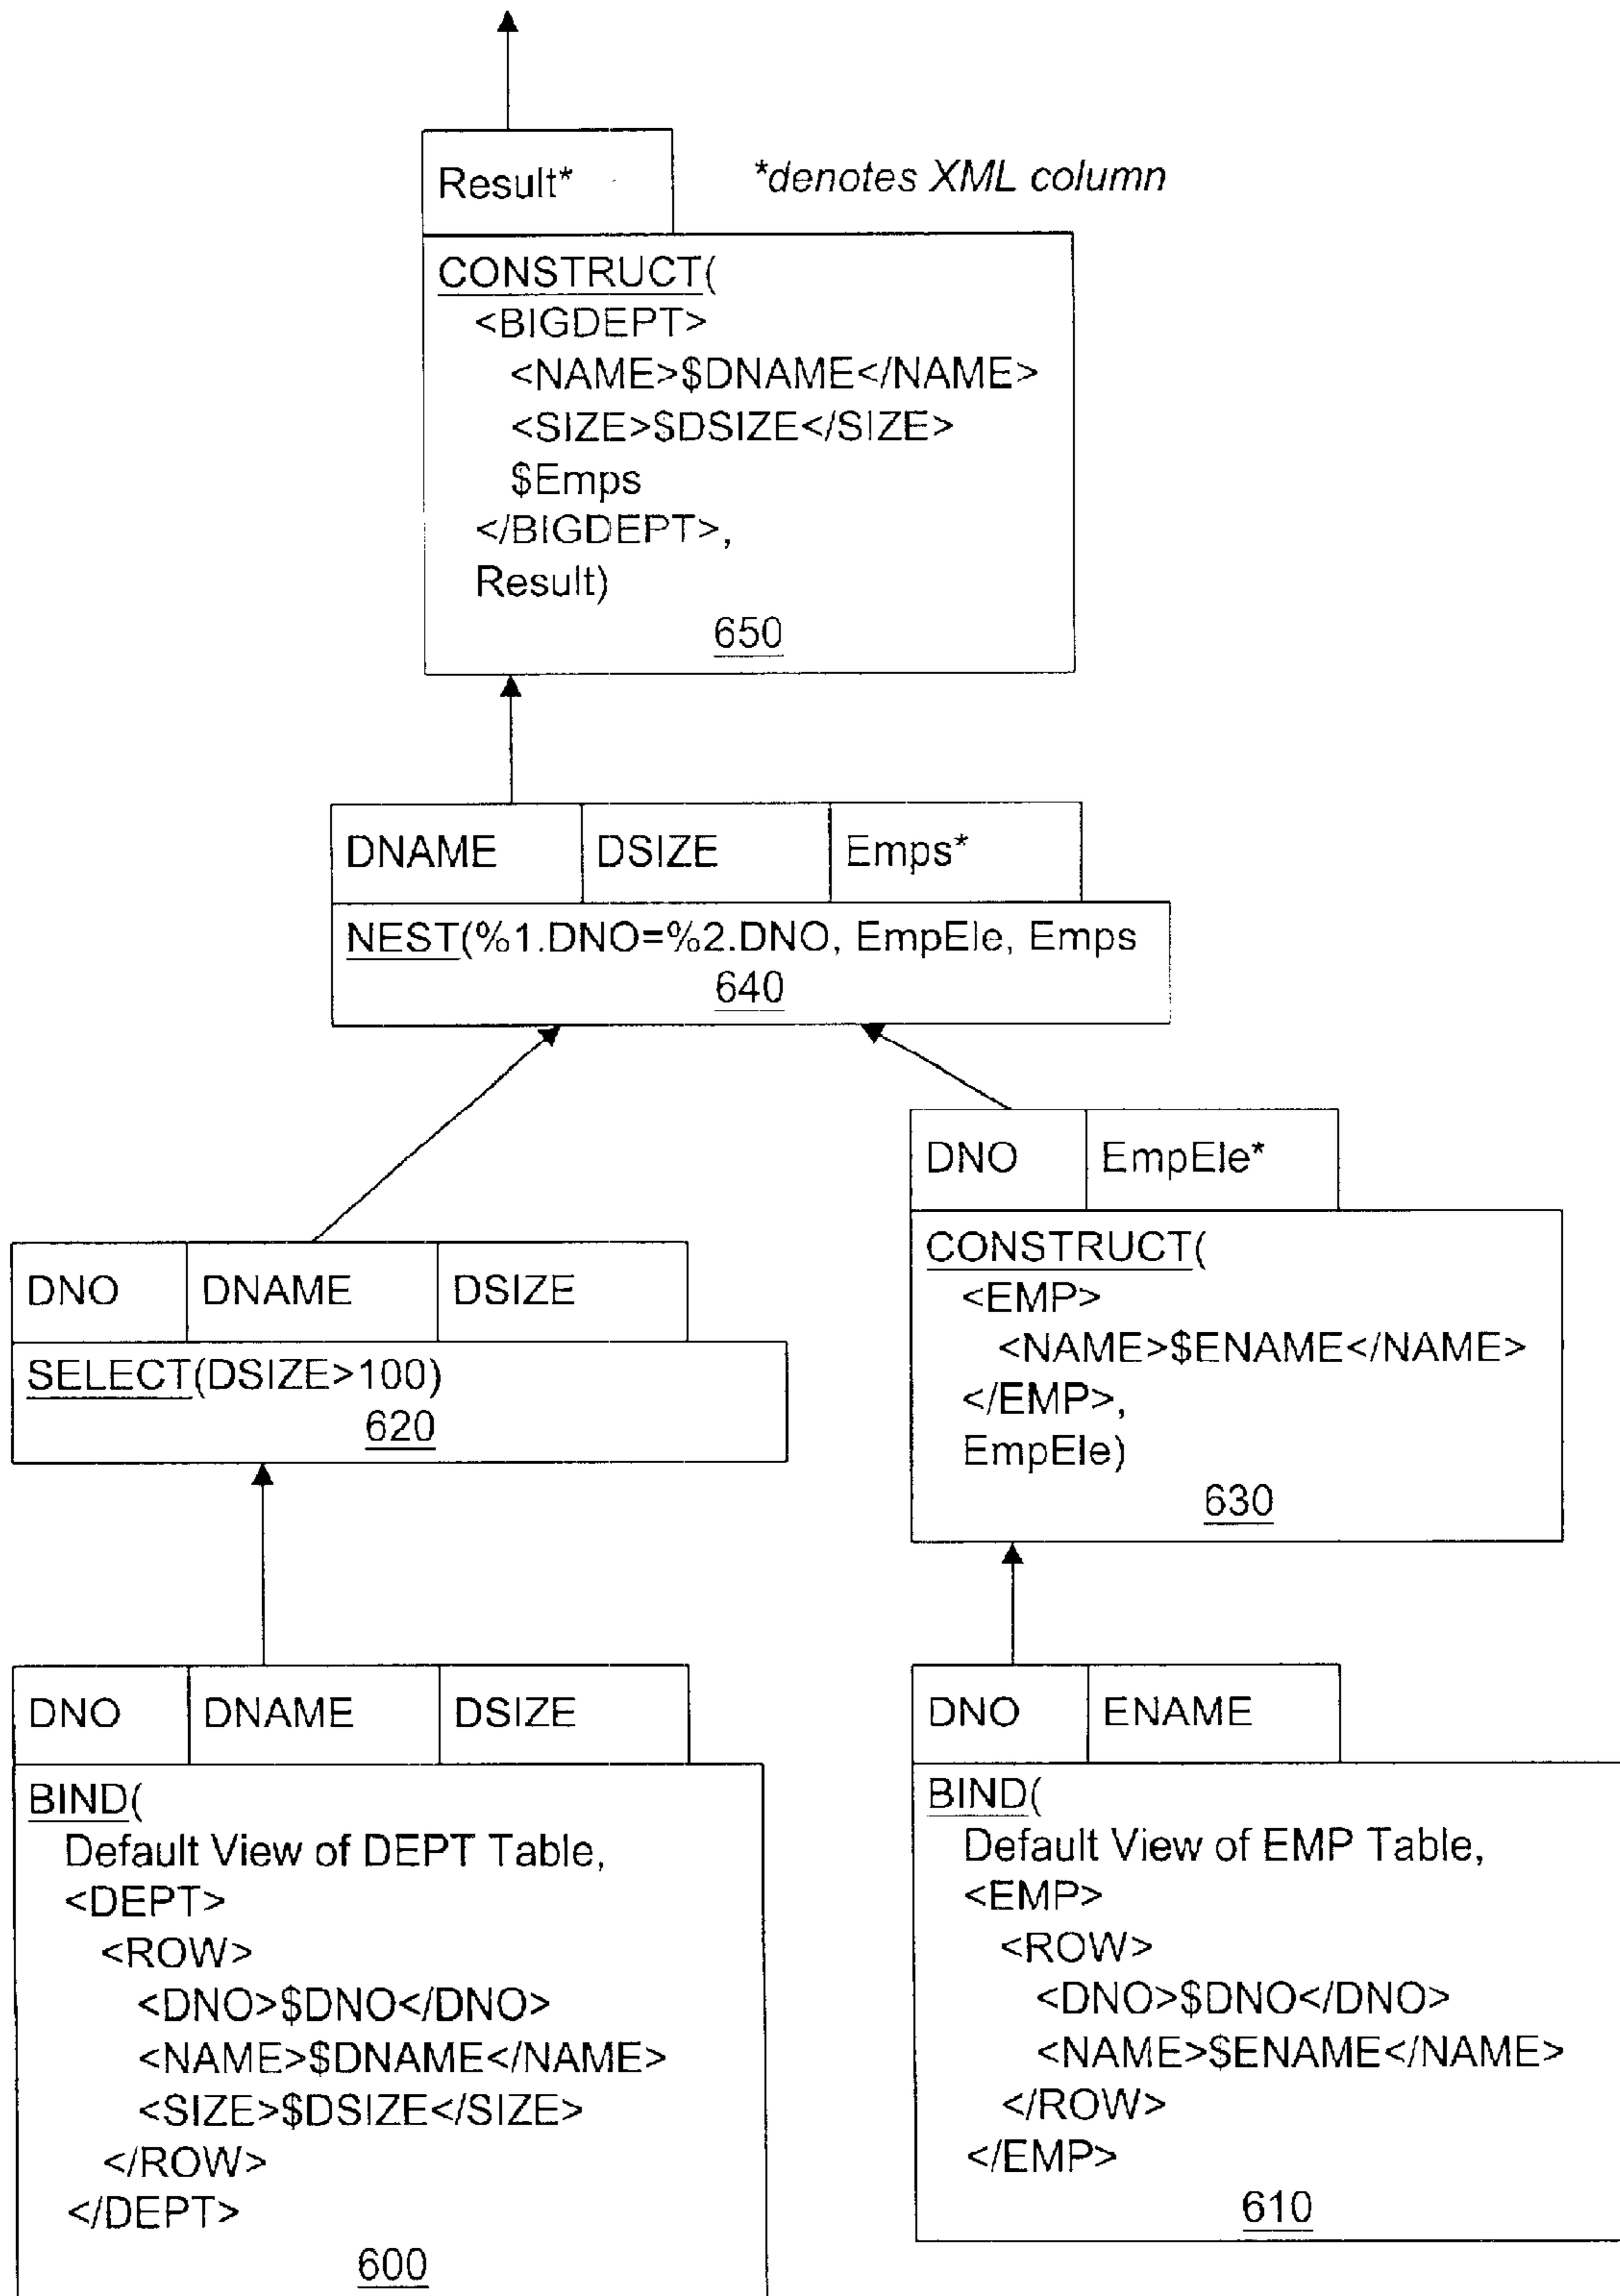 Result*
*denotes XML column
CONSTRUCT(
<BIGDEPT>
<NAME>$DNAME</NAME>
<SIZE>$DSIZE</SIZE>
$Emps
</BIGDEPT>,
Result)
650
DNAME DSIZE Emps*
NEST(%1.DNO=%2.DNO, EmpEle, Emps
640
DNO EmpEle*
CONSTRUCT(
<EMP>
<NAME>$ENAME</NAME>
</EMP>,
EmpEle)
630
DNO DNAME DSIZE
SELECT(DSIZE>100)
620
DNO DNAME DSIZE
BIND(
Default View of DEPT Table,
<DEPT>
<ROW>
<DNO>$DNO</DNO>
<NAME>$DNAME</NAME>
<SIZE>$DSIZE</SIZE>
</ROW>
</DEPT>
600
DNO ENAME
BIND(
Default View of EMP Table,
<EMP>
<ROW>
<DNO>$DNO</DNO>
<NAME>$ENAME</NAME>
</ROW>
</EMP>
610